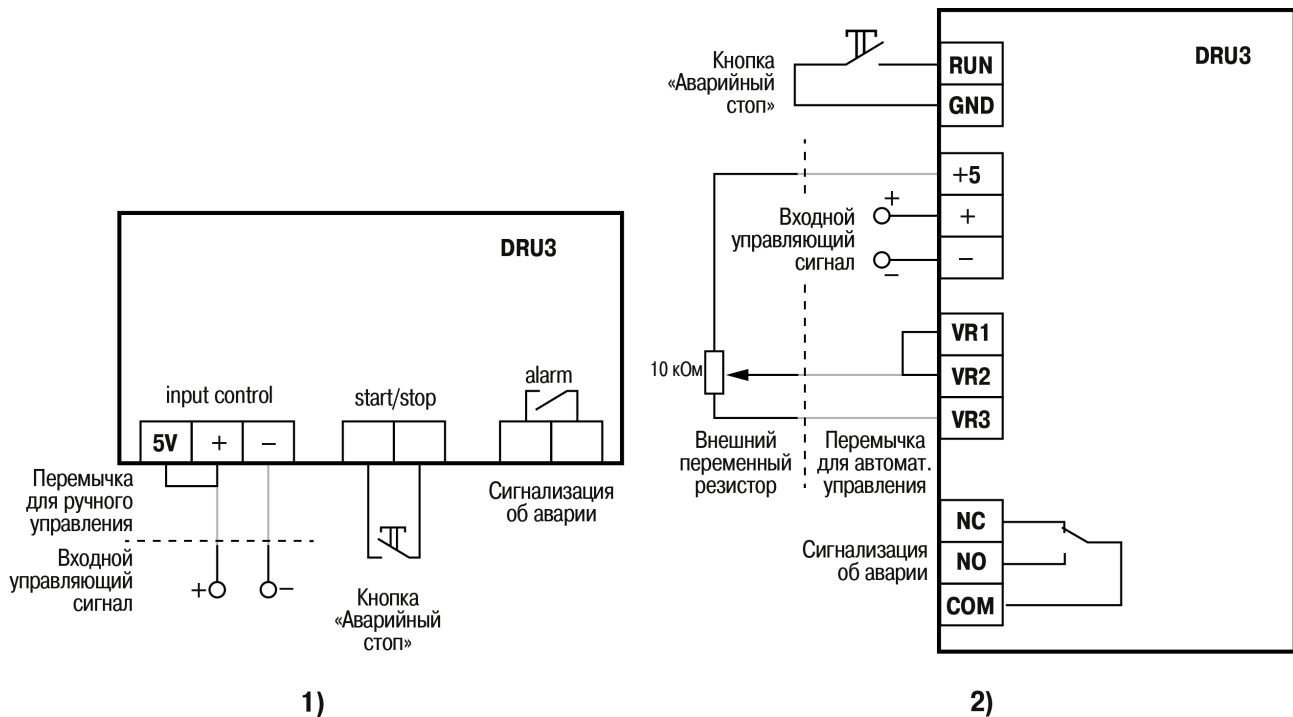 DRU3
input control
start/stop
alarm
5V
+
−
Перемычка
для ручного
управления
Входной
управляющий
сигнал
+
−
Кнопка
«Аварийный
стоп»
Сигнализация
об аварии
1)
DRU3
Кнопка
«Аварийный
стоп»
RUN
GND
+5
+
−
Входной
управляющий
сигнал
+
−
VR1
VR2
VR3
10 кОм
Внешний
переменный
резистор
Перемычка
для автомат.
управления
NC
NO
COM
Сигнализация
об аварии
2)